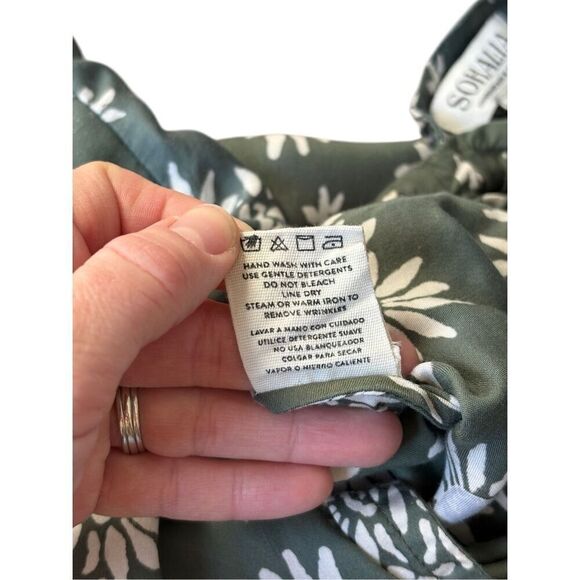 HAND WASH WITH CARE
USE GENTLE DETERGENTS
DO NOT BLEACH
LINE DRY
STEAM OR WARM IRON TO
REMOVE WRINKLES
LAVAR A MANO CON CUIDADO
UTILICE DETERGENTE SUAVE
NO USA BLANQUEADOR
COLGAR PARA SECAR
VAPOR O HIERRO CALIENTE